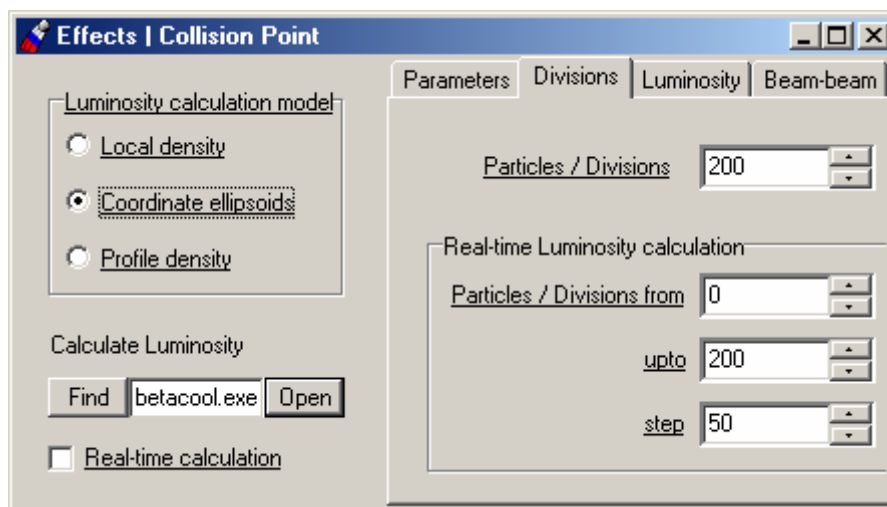 Effects | Collision Point
Luminosity calculation model
Local density
Coordinate ellipsoids
Profile density
Calculate Luminosity
Find betacool.exe Open
Real-time calculation
Parameters Divisions Luminosity Beam-beam
Particles / Divisions 200
Real-time Luminosity calculation
Particles / Divisions from 0
upto 200
step 50